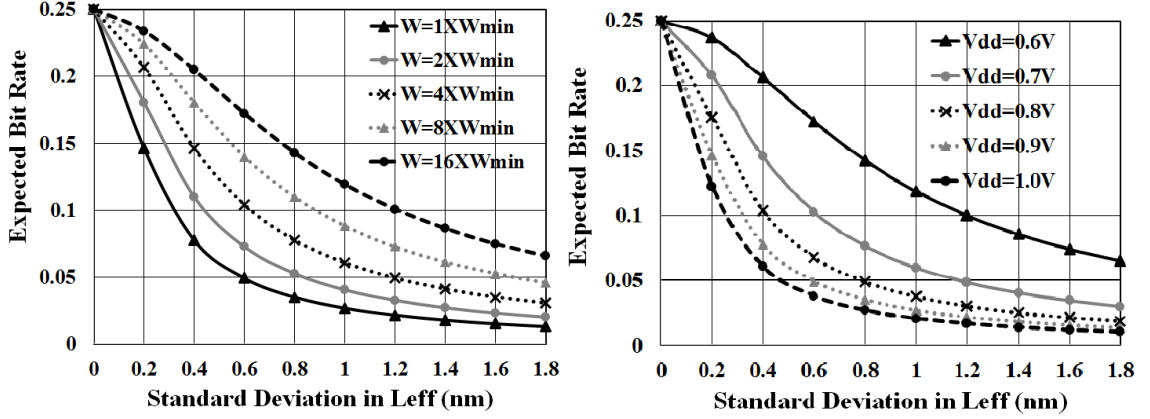 0.25
0.2
0.15
0.1
0.05
0
Expected Bit Rate
W=1XWmin
W=2XWmin
W=4XWmin
W=8XWmin
W=16XWmin
0 0.2 0.4 0.6 0.8 1 1.2 1.4 1.6 1.8
Standard Deviation in Leff (nm)
0.25
0.2
0.15
0.1
0.05
0
Expected Bit Rate
Vdd=0.6V
Vdd=0.7V
Vdd=0.8V
Vdd=0.9V
Vdd=1.0V
0 0.2 0.4 0.6 0.8 1 1.2 1.4 1.6 1.8
Standard Deviation in Leff (nm)